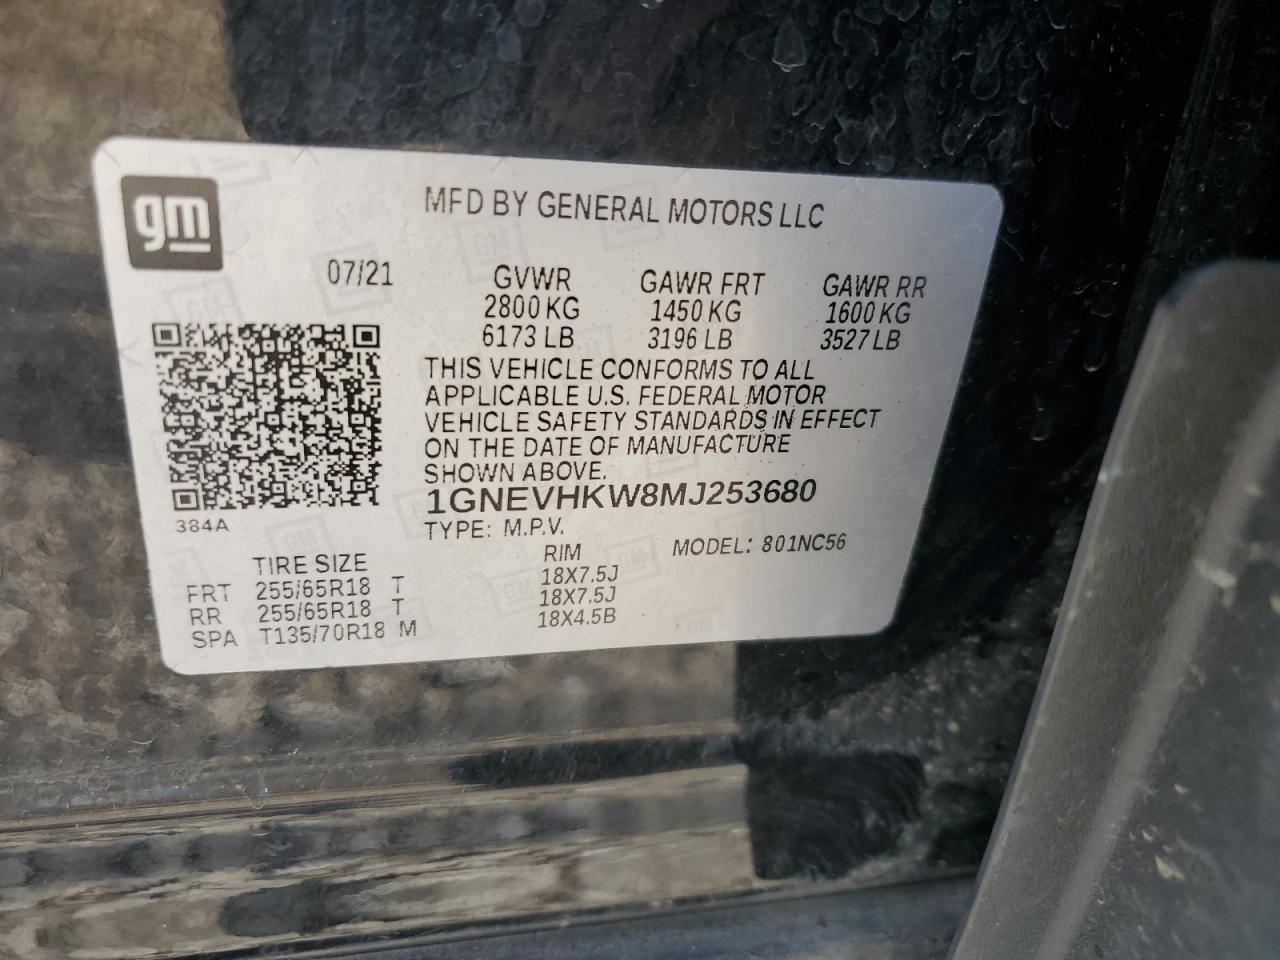 gm
MFD BY GENERAL MOTORS LLC
07/21 GVWR GAWR FRT GAWR RR
2800 KG 1450 KG 1600 KG
6173 LB 3196 LB 3527 LB
THIS VEHICLE CONFORMS TO ALL
APPLICABLE U.S. FEDERAL MOTOR
VEHICLE SAFETY STANDARDS IN EFFECT
ON THE DATE OF MANUFACTURE
SHOWN ABOVE.
1GNEVHKW8MJ253680
384A
TYPE: M.P.V. MODEL: 801NC56
TIRE SIZE RIM
FRT 255/65R18 T 18X7.5J
RR 255/65R18 T 18X7.5J
SPA T135/70R18 M 18X4.5B